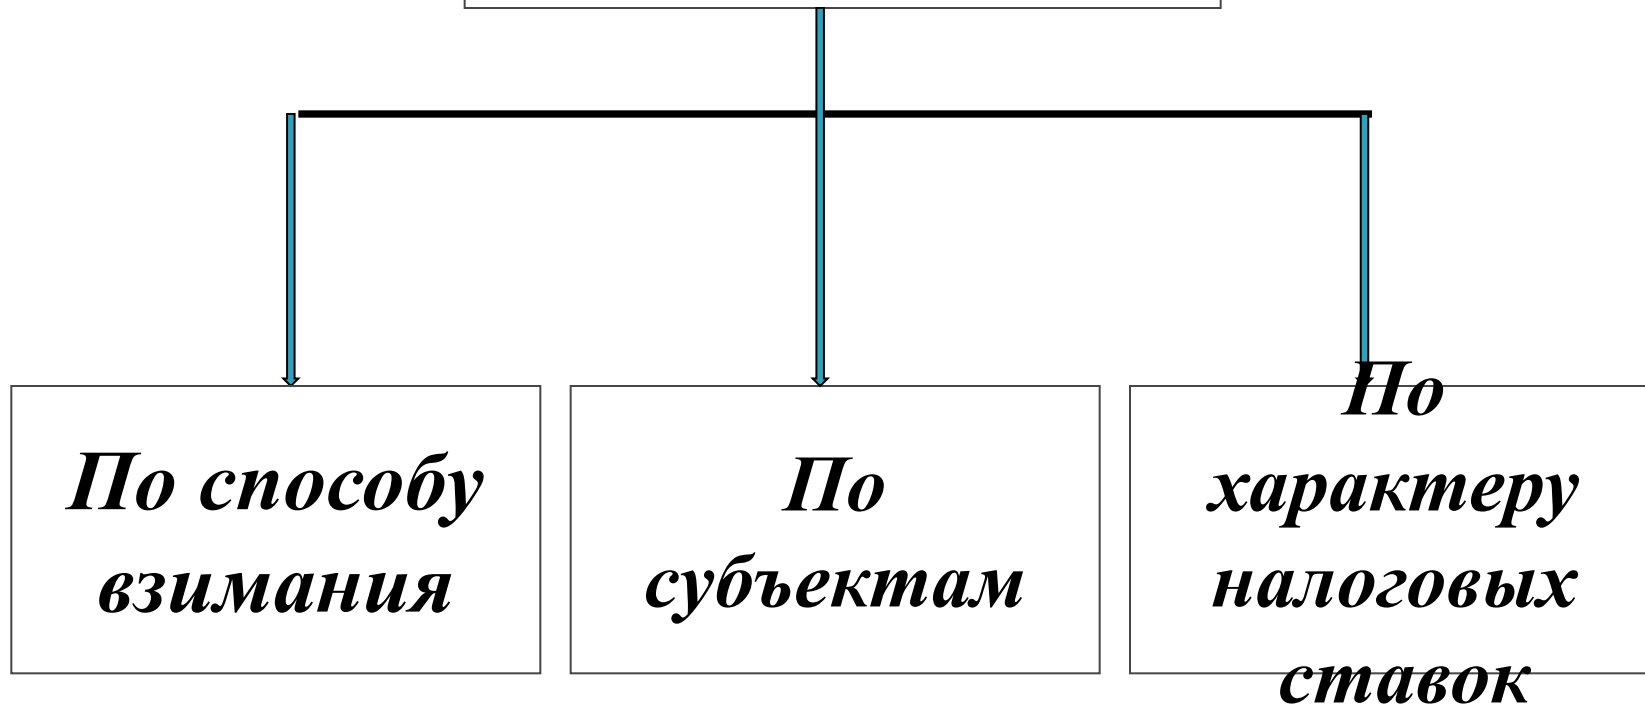 По способу
взимания
По
субъектам
По
характеру
налоговых
ставок